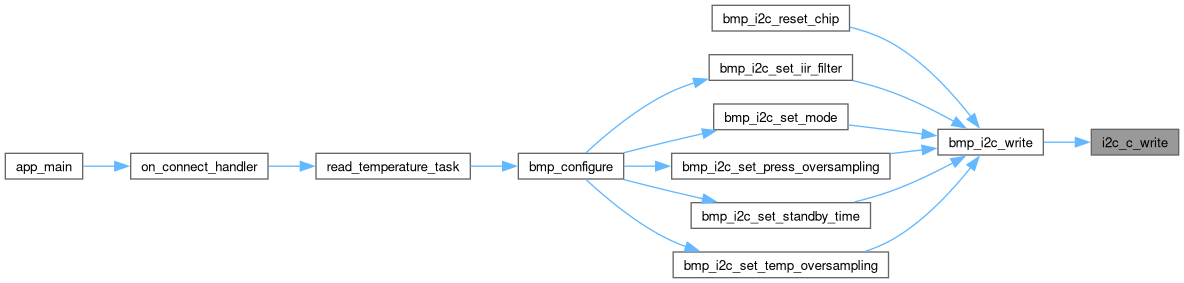 bmp_i2c_reset_chip
bmp_i2c_set_iir_filter
bmp_i2c_set_mode
bmp_i2c_write
i2c_c_write
app_main
on_connect_handler
read_temperature_task
bmp_configure
bmp_i2c_set_press_oversampling
bmp_i2c_set_standby_time
bmp_i2c_set_temp_oversampling